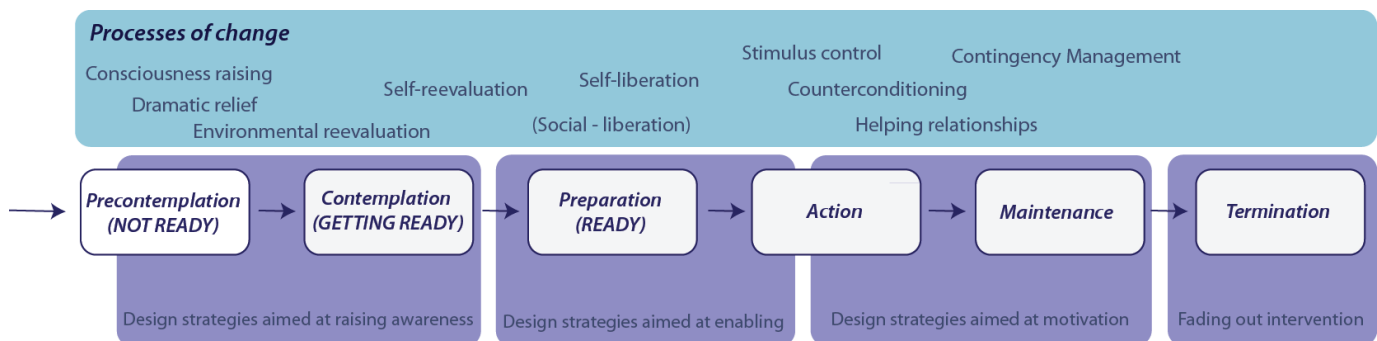 Processes of change
Consciousness raising
Dramatic relief
Environmental reevaluation
Self-reevaluation
Self-liberation
(Social - liberation)
Stimulus control
Counterconditioning
Helping relationships
Contingency Management
Precontemplation
(NOT READY)
Contemplation
(GETTING READY)
Preparation
(READY)
Action
Maintenance
Termination
Design strategies aimed at raising awareness
Design strategies aimed at enabling
Design strategies aimed at motivation
Fading out intervention